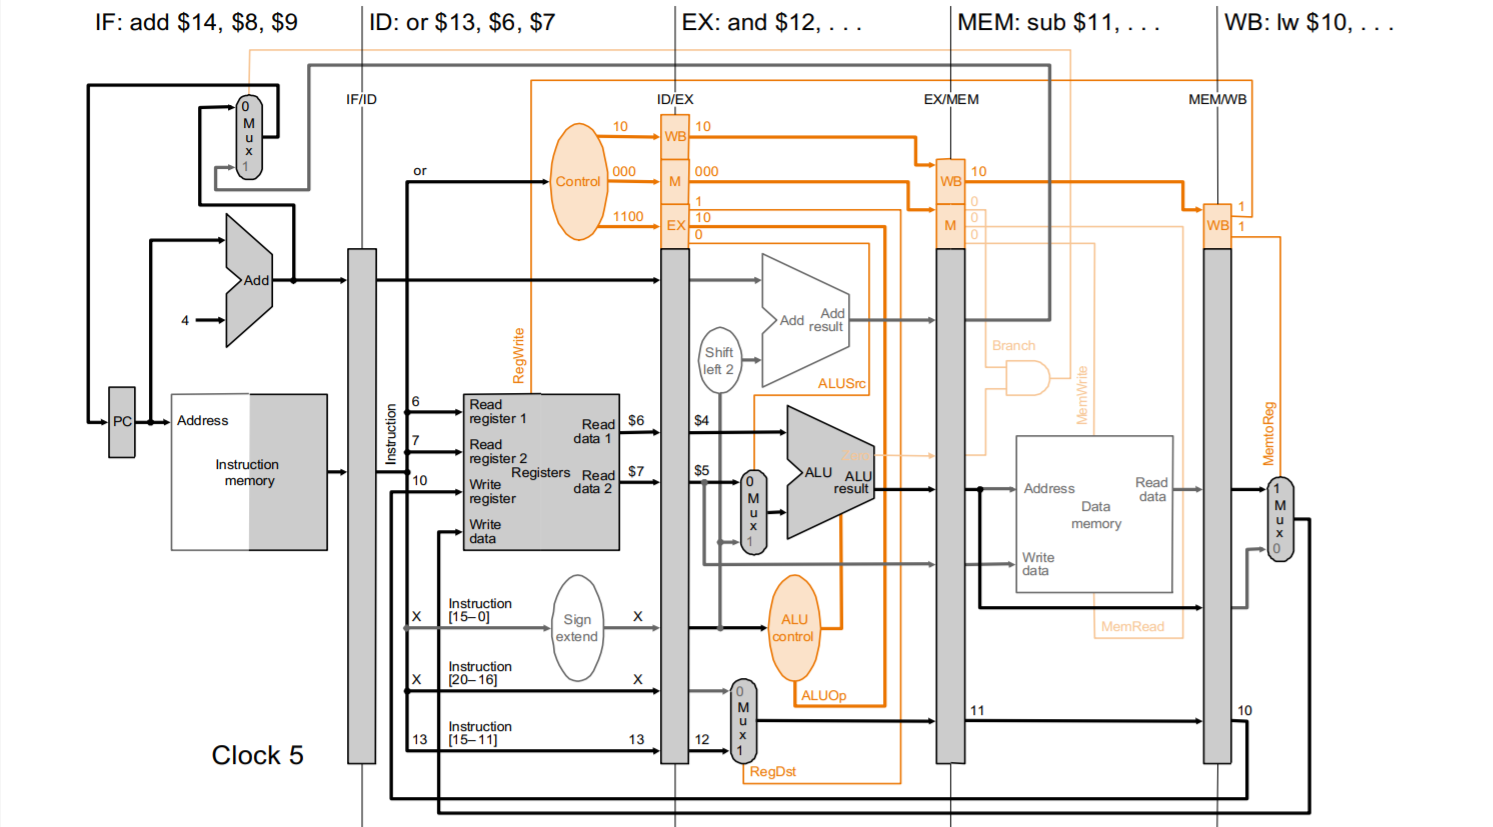 IF: add $14, $8, $9
ID: or $13, $6, $7
EX: and $12, . . .
MEM: sub $11, . . .
WB: lw $10, . . .
IF/ID
ID/EX
EX/MEM
MEM/WB
0
M
u
x
1
Add
4
PC
Address
Instruction
memory
Instruction
or
Control
10
000
1100
WB
M
EX
10
000
1
10
0
WB
M
10
0
0
0
WB
1
1
RegWrite
6
7
10
Read
register 1
Read
register 2
Write
register
Write
data
Registers
Read
data 1
Read
data 2
$6
$7
$4
$5
Shift
left 2
Add
Add
result
ALUSrc
0
M
u
x
1
ALU
ALU
result
Zero
Branch
MemWrite
Address
Read
data
Data
memory
Write
data
MemRead
MemtoReg
1
M
u
x
0
X
Instruction
[15–0]
Sign
extend
X
ALU
control
ALUOp
X
Instruction
[20–16]
X
0
M
u
x
1
13
Instruction
[15–11]
13
12
RegDst
11
10
Clock 5